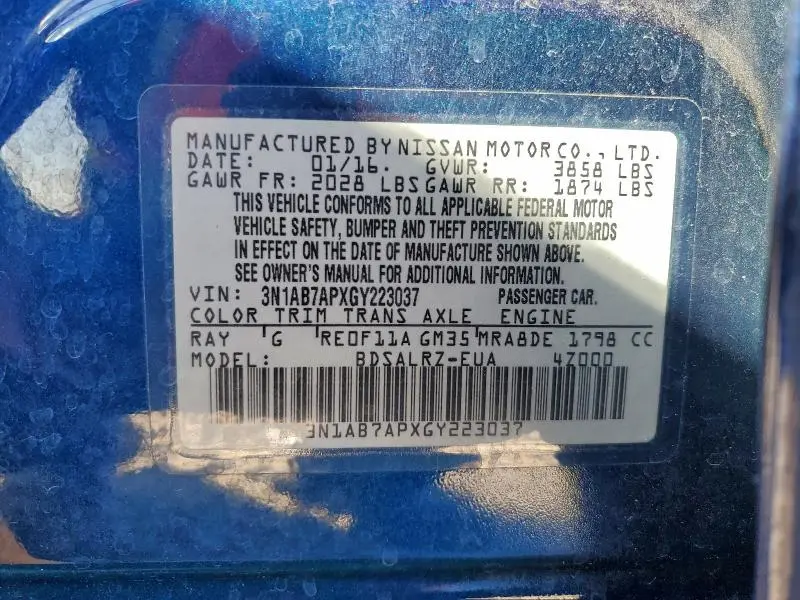 MANUFACTURED BY NISSAN MOTOR CO., LTD.
DATE: 01/16. GVWR: 3858 LBS
GAWR FR: 2028 LBS GAWR RR: 1874 LBS
THIS VEHICLE CONFORMS TO ALL APPLICABLE FEDERAL MOTOR
VEHICLE SAFETY, BUMPER AND THEFT PREVENTION STANDARDS
IN EFFECT ON THE DATE OF MANUFACTURE SHOWN ABOVE.
SEE OWNER'S MANUAL FOR ADDITIONAL INFORMATION.
VIN: 3N1AB7APXGY223037 PASSENGER CAR.
COLOR TRIM TRANS AXLE ENGINE
RAY G RE0F11A GM35 MRA8DE 1798 CC
MODEL: BDSALRZ-EUA 4Z000
3N1AB7APXGY223037